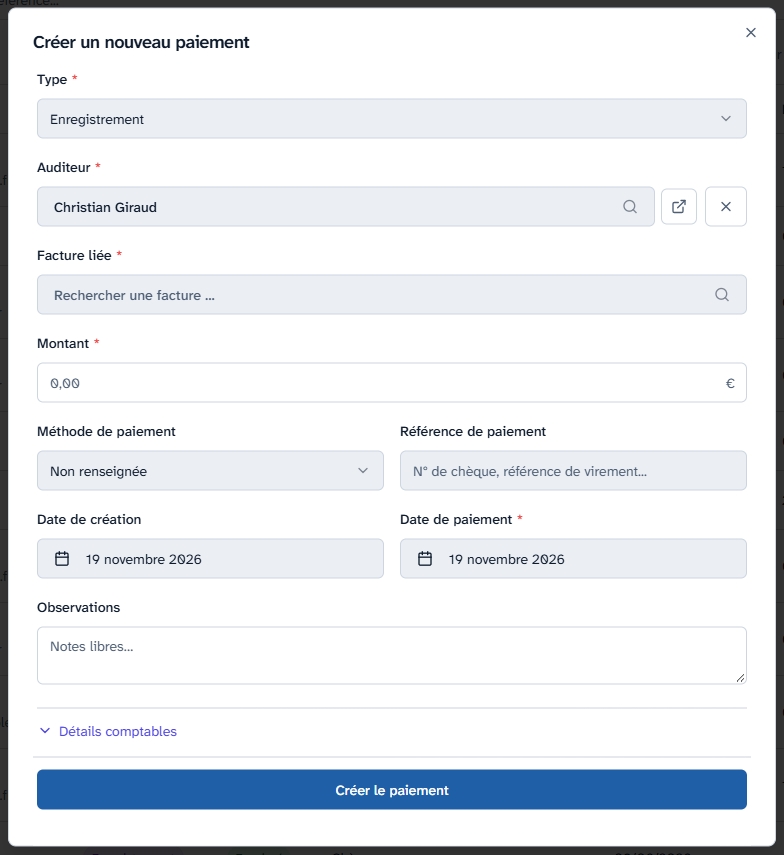 Créer un nouveau paiement
Type *
Enregistrement
Auditeur *
Christian Giraud
Facture liée *
Rechercher une facture ...
Montant *
0,00 €
Méthode de paiement
Référence de paiement
Non renseignée
N° de chèque, référence de virement...
Date de création
Date de paiement *
19 novembre 2026
19 novembre 2026
Observations
Notes libres...
Détails comptables
Créer le paiement